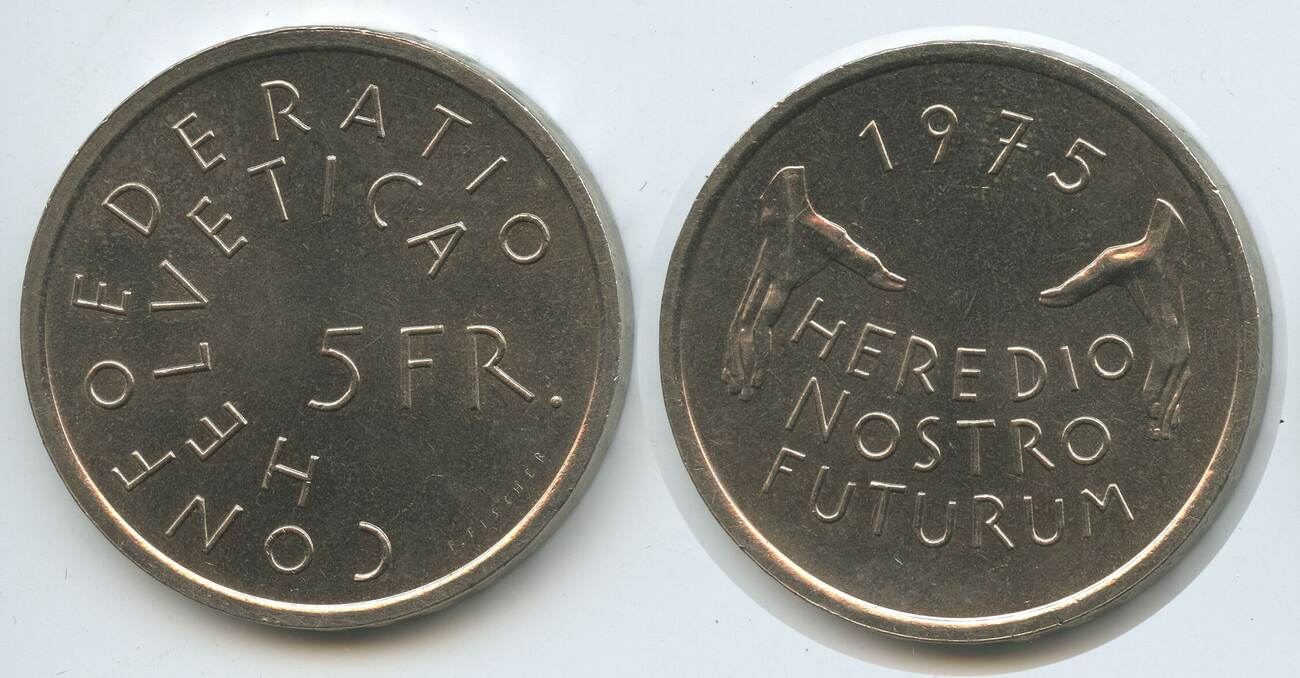 CONFOEDERATIO
HELVETICA
5 FR.
F. FISCHER
1975
HEREDIO
NOSTRO
FUTURUM